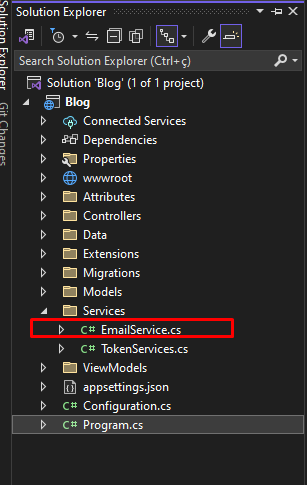 Solution Explorer
Search Solution Explorer (Ctrl+ç)
Solution 'Blog' (1 of 1 project)
Blog
Connected Services
Dependencies
Properties
wwwroot
Attributes
Controllers
Data
Extensions
Migrations
Models
Services
C# EmailService.cs
C# TokenServices.cs
ViewModels
appsettings.json
C# Configuration.cs
C# Program.cs
Solution Explorer
Git Changes